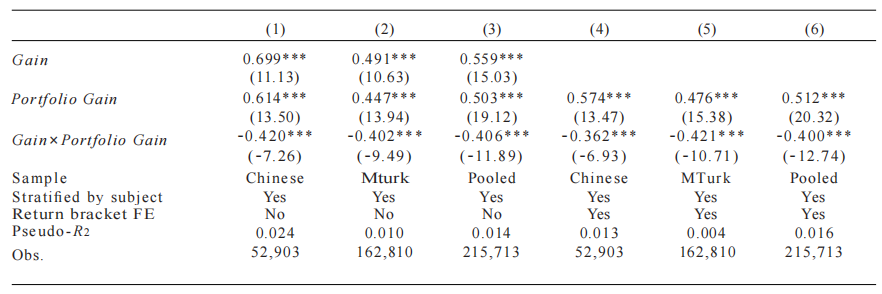 (1) (2) (3) (4) (5) (6)
Gain 0.699*** 0.491*** 0.559***
(11.13) (10.63) (15.03)
Portfolio Gain 0.614*** 0.447*** 0.503*** 0.574*** 0.476*** 0.512***
(13.50) (13.94) (19.12) (13.47) (15.38) (20.32)
Gain×Portfolio Gain -0.420*** -0.402*** -0.406*** -0.362*** -0.421*** -0.400***
(-7.26) (-9.49) (-11.89) (-6.93) (-10.71) (-12.74)
Sample Chinese Mturk Pooled Chinese MTurk Pooled
Stratified by subject Yes Yes Yes Yes Yes Yes
Return bracket FE No No No Yes Yes Yes
Pseudo-R2 0.024 0.010 0.014 0.013 0.004 0.016
Obs. 52,903 162,810 215,713 52,903 162,810 215,713